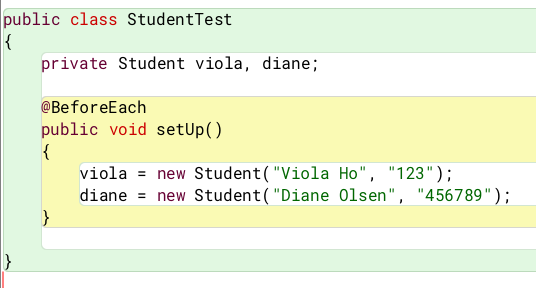 public class StudentTest
{
    private Student viola, diane;
    @BeforeEach
    public void setUp()
    {
        viola = new Student("Viola Ho", "123");
        diane = new Student("Diane Olsen", "456789");
    }
}